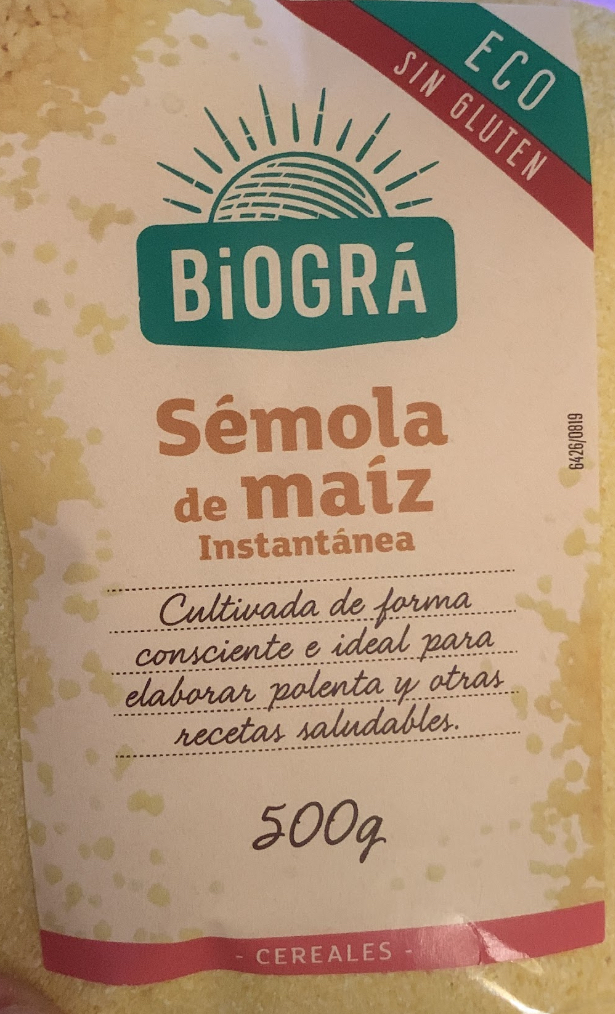 ECO
SIN GLUTEN
BiOGRÁ
Sémola
de maíz
Instantánea
Cultivada de forma
consciente e ideal para
elaborar polenta y otras
recetas saludables.
500g
- CEREALES -
6426/0819